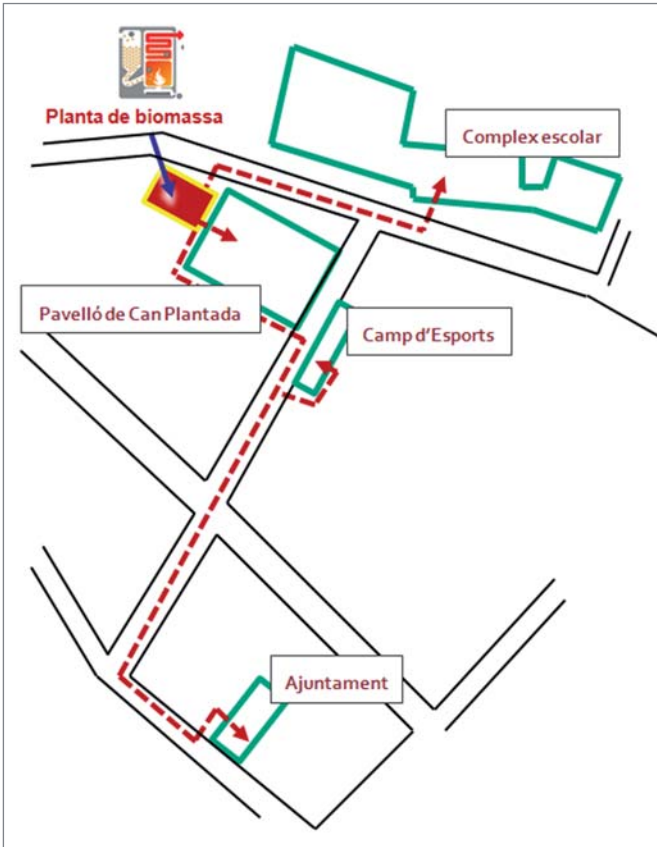 Planta de biomassa
Complex escolar
Pavelló de Can Plantada
Camp d'Esports
Ajuntament